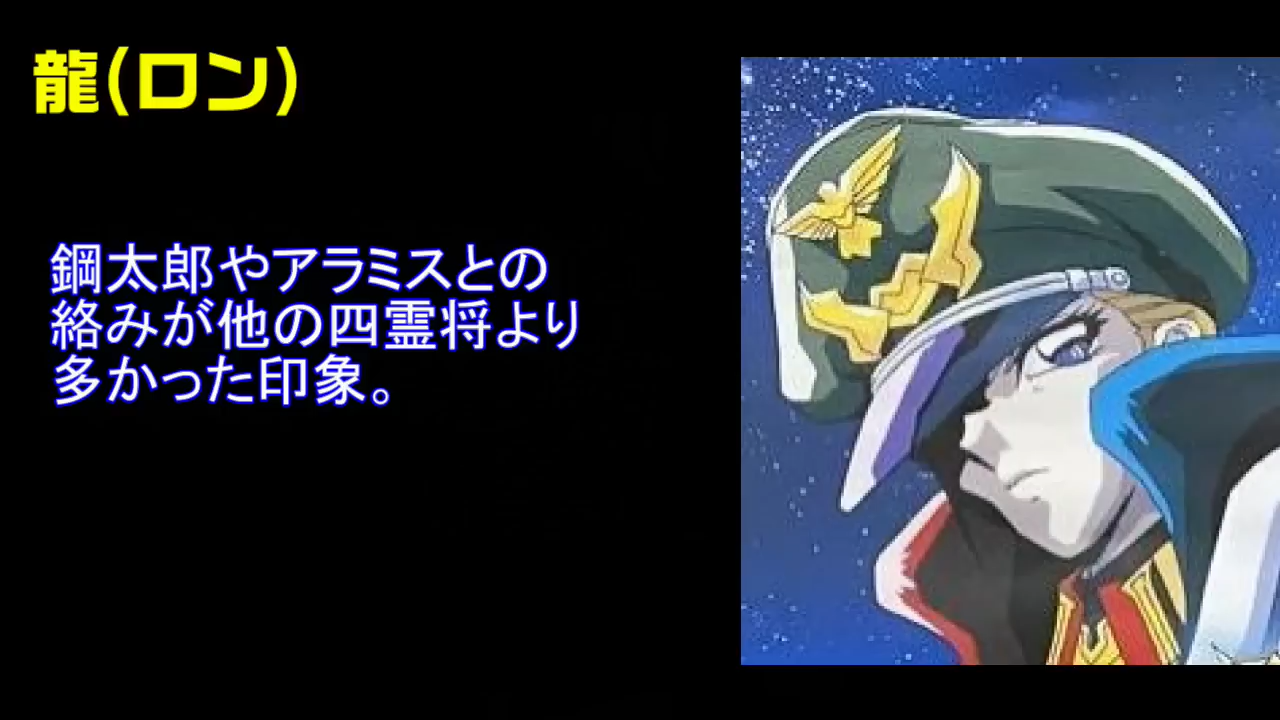 龍(ロン)
鋼太郎やアラミスとの
絡みが他の四霊将より
多かった印象。